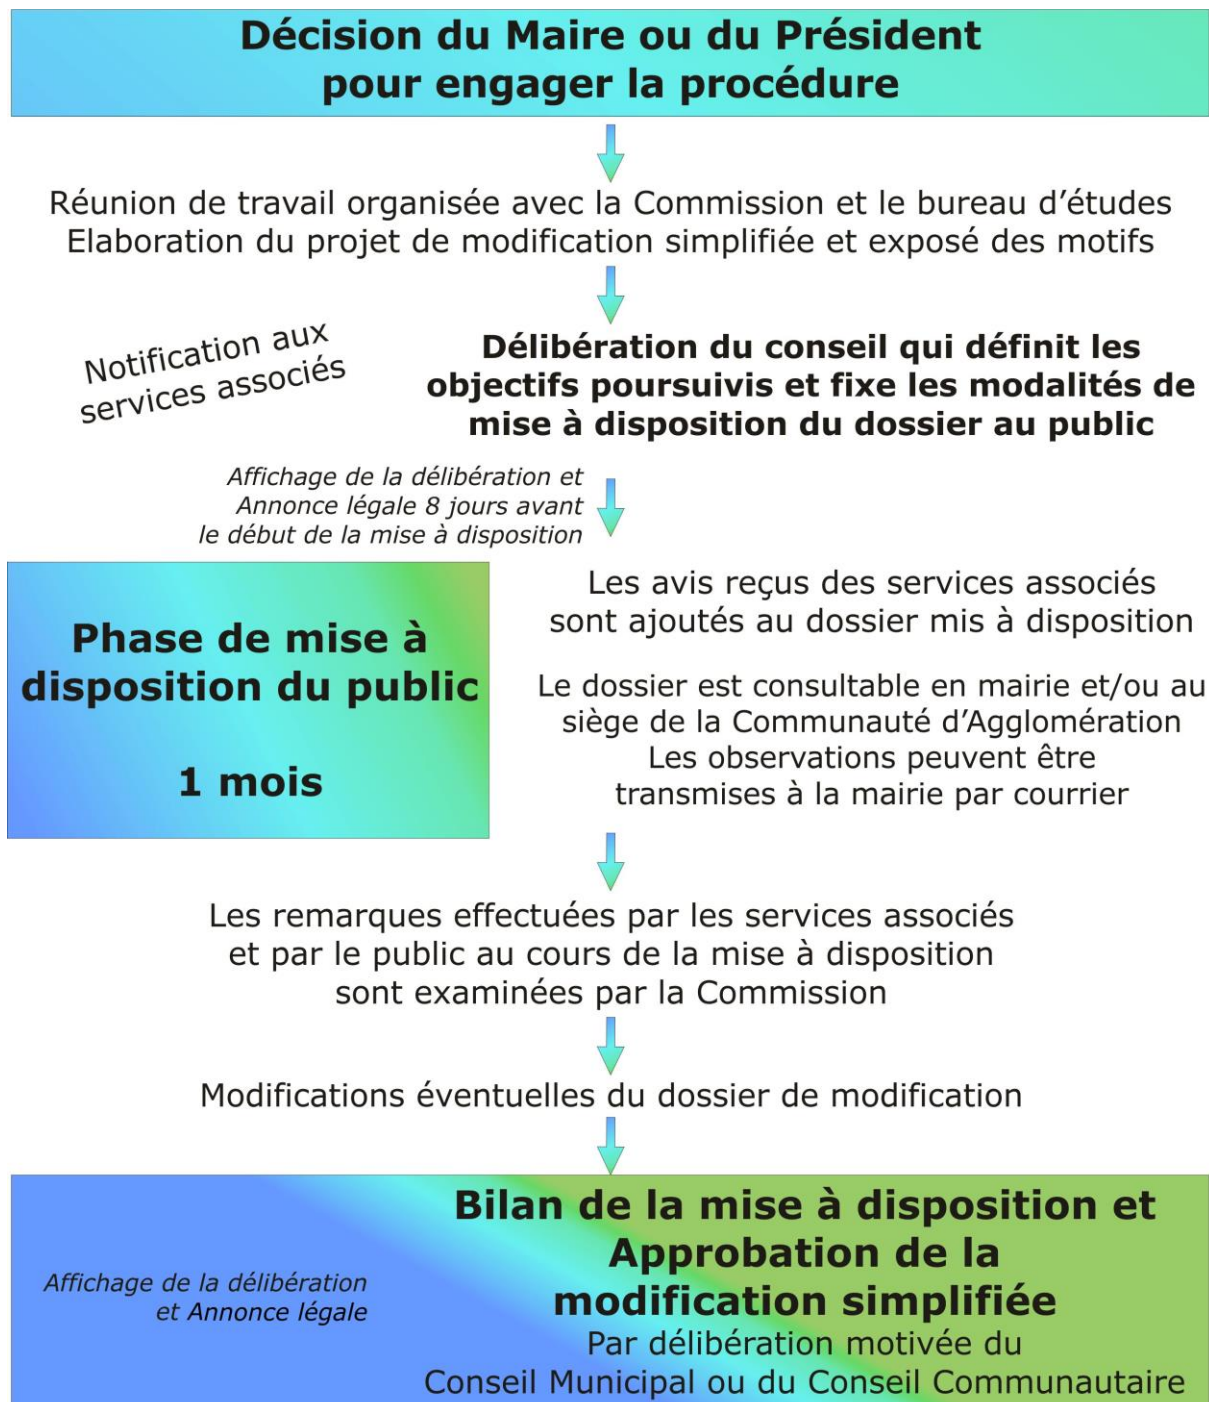 Décision du Maire ou du Président
pour engager la procédure
Réunion de travail organisée avec la Commission et le bureau d'études
Elaboration du projet de modification simplifiée et exposé des motifs
Notification aux
services associés
Délibération du conseil qui définit les
objectifs poursuivis et fixe les modalités de
mise à disposition du dossier au public
Affichage de la délibération et
Annonce légale 8 jours avant
le début de la mise à disposition
Phase de mise à
disposition du public
1 mois
Les avis reçus des services associés
sont ajoutés au dossier mis à disposition
Le dossier est consultable en mairie et/ou au
siège de la Communauté d'Agglomération
Les observations peuvent être
transmises à la mairie par courrier
Les remarques effectuées par les services associés
et par le public au cours de la mise à disposition
sont examinées par la Commission
Modifications éventuelles du dossier de modification
Affichage de la délibération
et Annonce légale
Bilan de la mise à disposition et
Approbation de la
modification simplifiée
Par délibération motivée du
Conseil Municipal ou du Conseil Communautaire